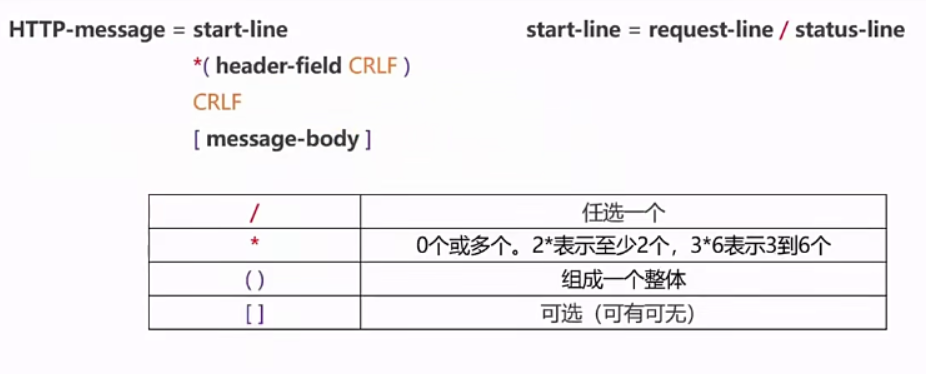 HTTP-message = start-line start-line = request-line / status-line
*( header-field CRLF )
CRLF
[ message-body ]
/ 任选一个
* 0个或多个。2*表示至少2个，3*6表示3到6个
( ) 组成一个整体
[ ] 可选（可有可无）